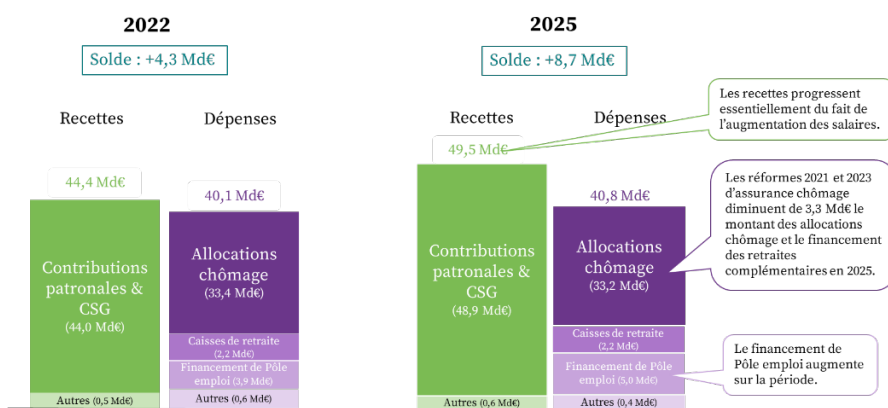 2022
Solde : +4,3 Md€
Recettes
Dépenses
44,4 Md€
40,1 Md€
Contributions
patronales &
CSG
(44,0 Md€)
Autres (0,5 Md€)
Allocations
chômage
(33,4 Md€)
Caisses de retraite
(2,2 Md€)
Financement de Pôle
emploi (3,9 Md€)
Autres (0,6 Md€)
2025
Solde : +8,7 Md€
Recettes
Dépenses
49,5 Md€
40,8 Md€
Contributions
patronales &
CSG
(48,9 Md€)
Autres (0,6 Md€)
Allocations
chômage
(33,2 Md€)
Caisses de retraite
(2,2 Md€)
Financement de Pôle
emploi (5,0 Md€)
Autres (0,4 Md€)
Les recettes progressent
essentiellement du fait de
l'augmentation des salaires.
Les réformes 2021 et 2023
d'assurance chômage
diminuent de 3,3 Md€ le
montant des allocations
chômage et le financement
des retraites
complémentaires en 2025.
Le financement de
Pôle emploi augmente
sur la période.